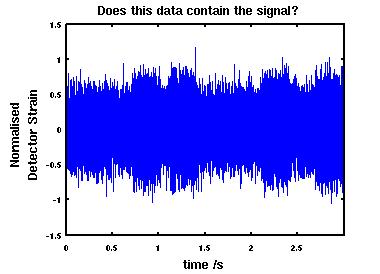 Does this data contain the signal?
1.5
1
0.5
0
-0.5
-1
-1.5
Normalised
Detector Strain
0 0.5 1 1.5 2 2.5
time /s